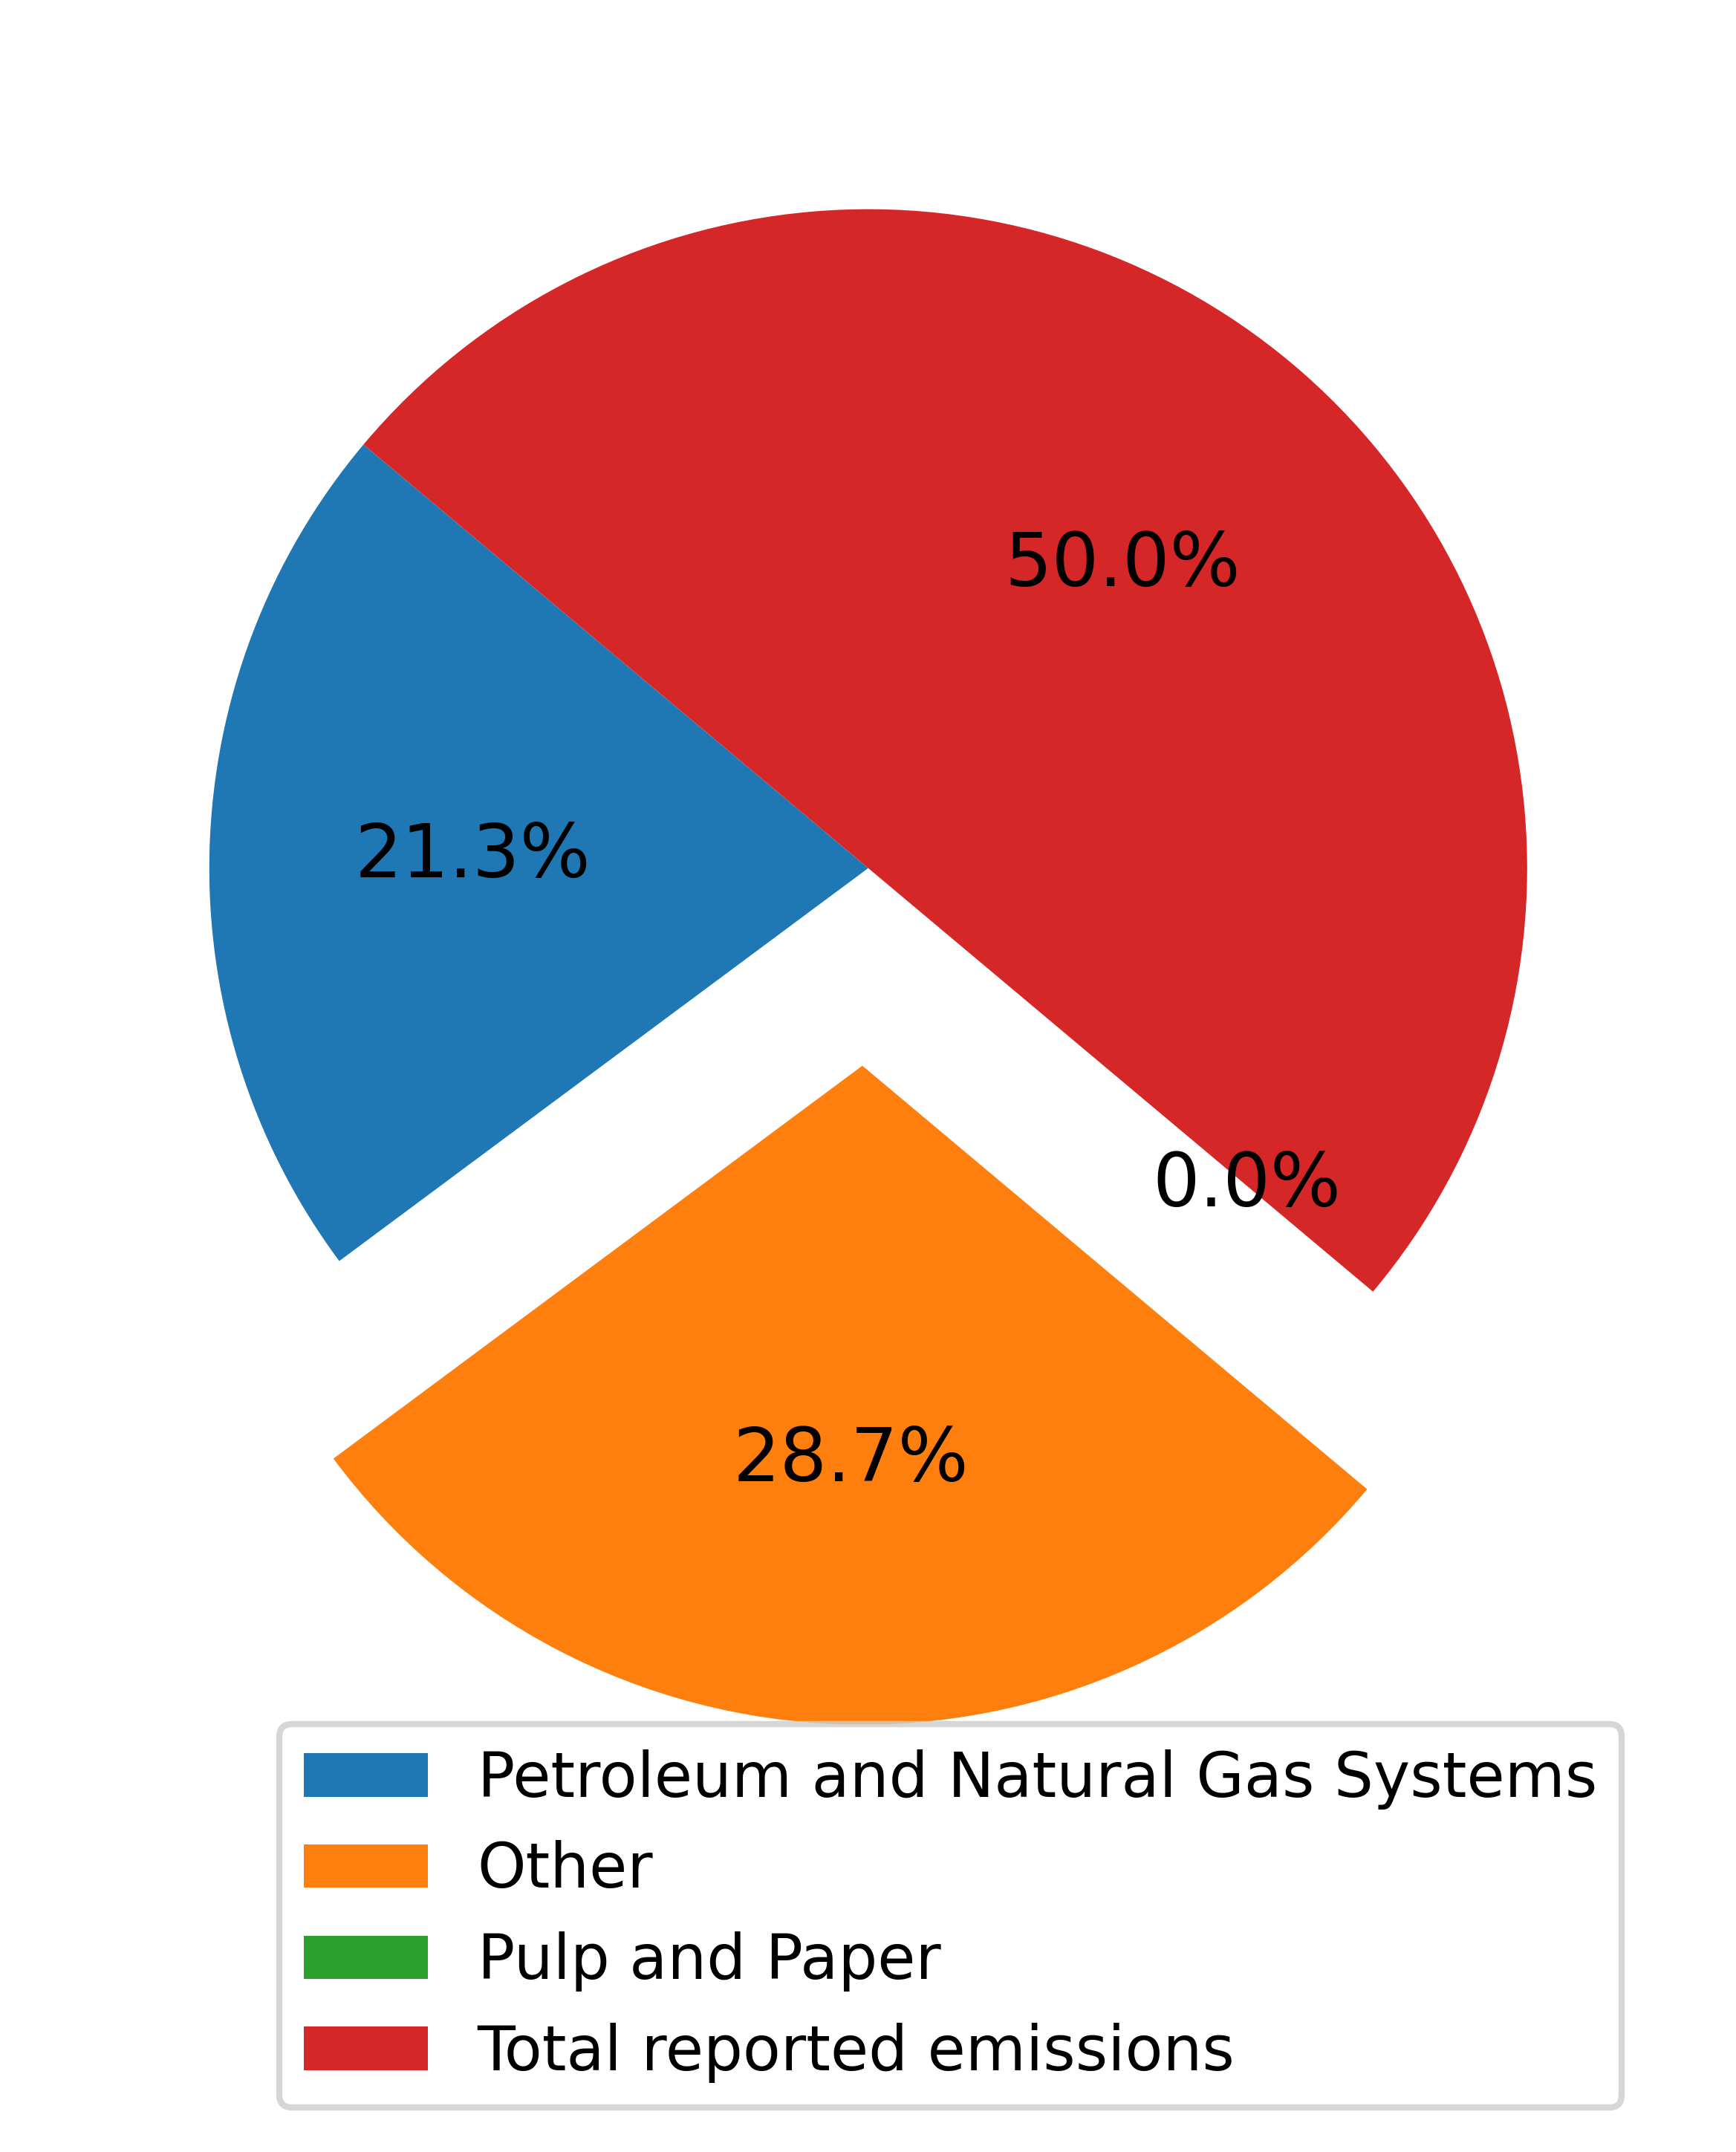 50.0%
21.3%
0.0%
28.7%
Petroleum and Natural Gas Systems
Other
Pulp and Paper
Total reported emissions